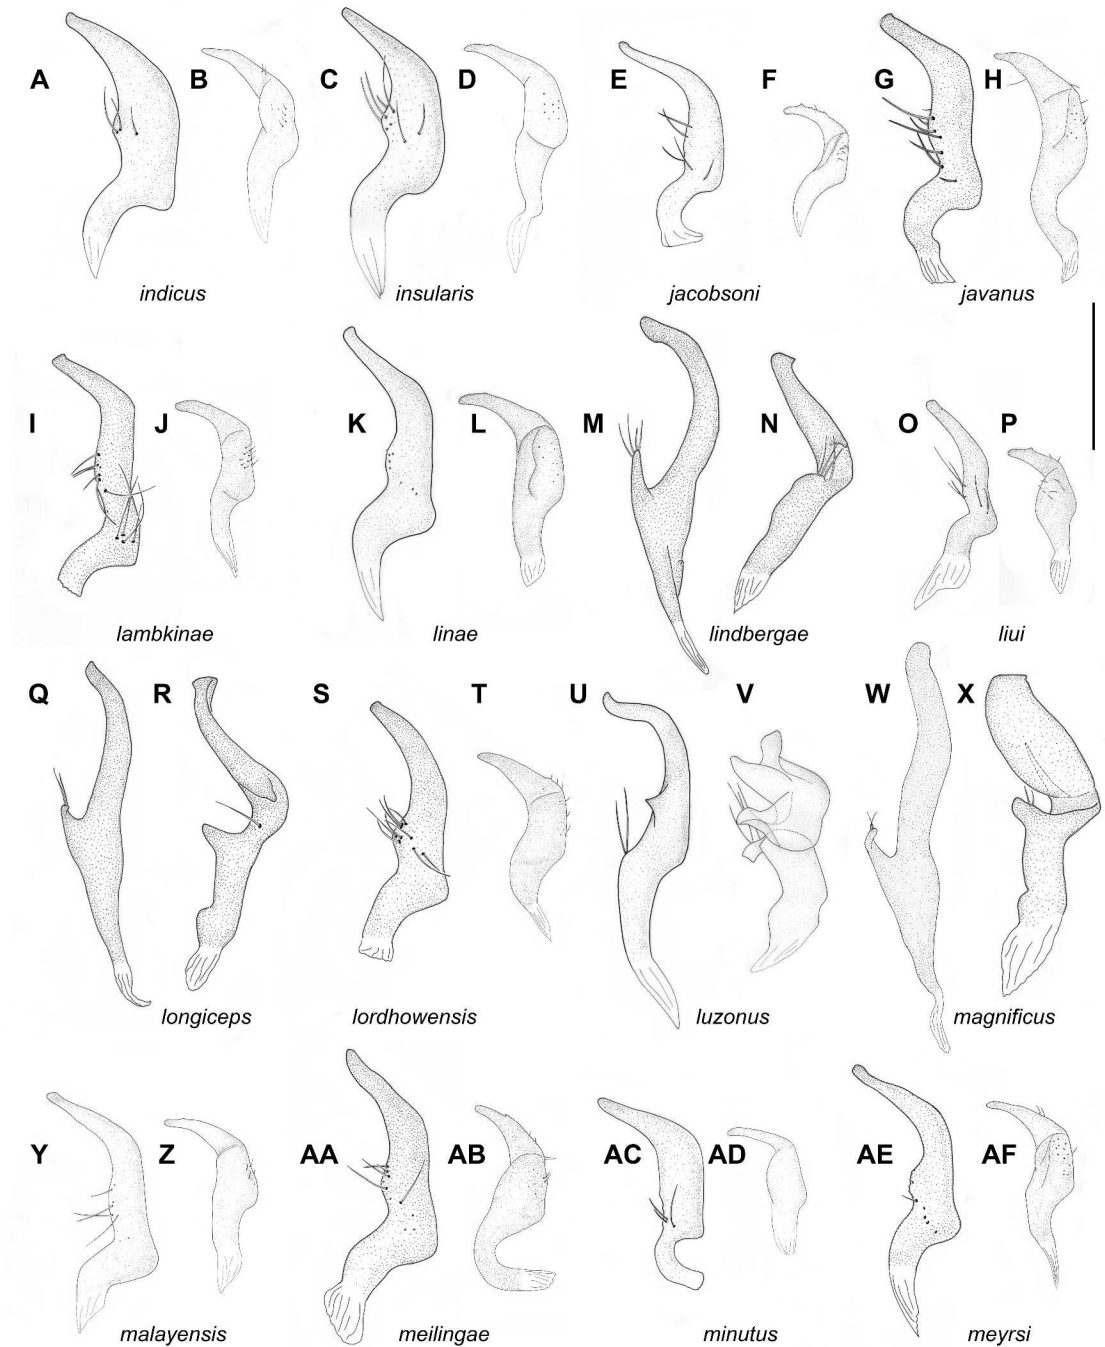 A B C D E F G H
indicus insularis jacobsoni javanus
I J K L M N O P
lambkinae linae lindbergae liui
Q R S T U V W X
longiceps lordhowensis luzonus magnificus
Y Z AA AB AC AD AE AF
malayensis meilingae minutus meyrsi